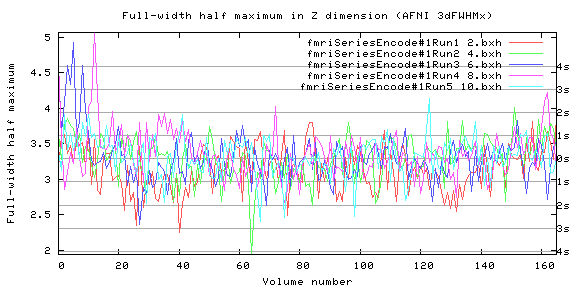 Full-width half maximum in Z dimension (AFNI 3dFWHMx)
fmriSeriesEncode#1Run1 2.bxh
fmriSeriesEncode#1Run2 4.bxh
fmriSeriesEncode#1Run3 6.bxh
fmriSeriesEncode#1Run4 8.bxh
fmriSeriesEncode#1Run5 10.bxh
Full-width half maximum
5
4.5
4
3.5
3
2.5
2
4s
3s
2s
1s
0s
1s
2s
3s
4s
0 20 40 60 80 100 120 140 160
Volume number